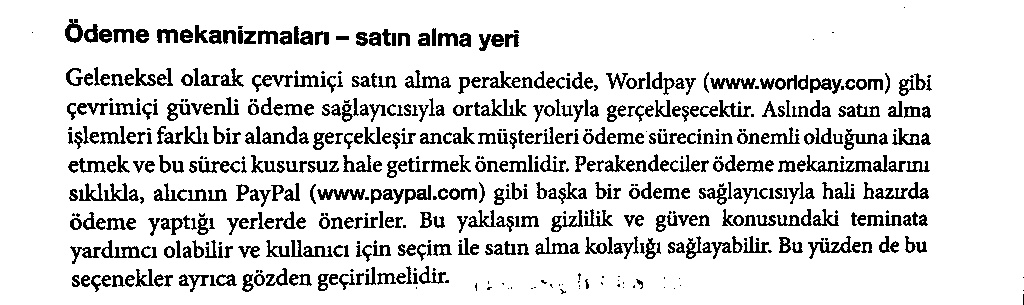 Ödeme mekanizmaları – satın alma yeri
Geleneksel olarak çevrimiçi satın alma perakendecide, Worldpay (www.worldpay.com) gibi
çevrimiçi güvenli ödeme sağlayıcısıyla ortaklık yoluyla gerçekleşecektir. Aslında satın alma
işlemleri farklı bir alanda gerçekleşir ancak müşterileri ödeme sürecinin önemli olduğuna ikna
etmek ve bu süreci kusursuz hale getirmek önemlidir. Perakendeciler ödeme mekanizmalarını
sıklıkla, alıcının PayPal (www.paypal.com) gibi başka bir ödeme sağlayıcısıyla hali hazırda
ödeme yaptığı yerlerde önerirler. Bu yaklaşım gizlilik ve güven konusundaki teminata
yardımcı olabilir ve kullanıcı için seçim ile satın alma kolaylığı sağlayabilir. Bu yüzden de bu
seçenekler ayrıca gözden geçirilmelidir.